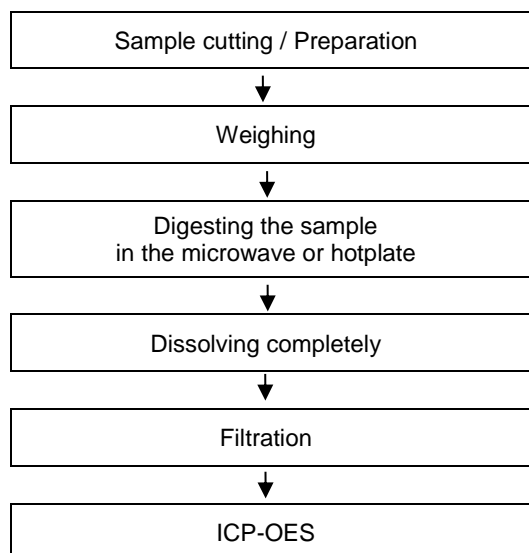 Sample cutting / Preparation
Weighing
Digesting the sample
in the microwave or hotplate
Dissolving completely
Filtration
ICP-OES